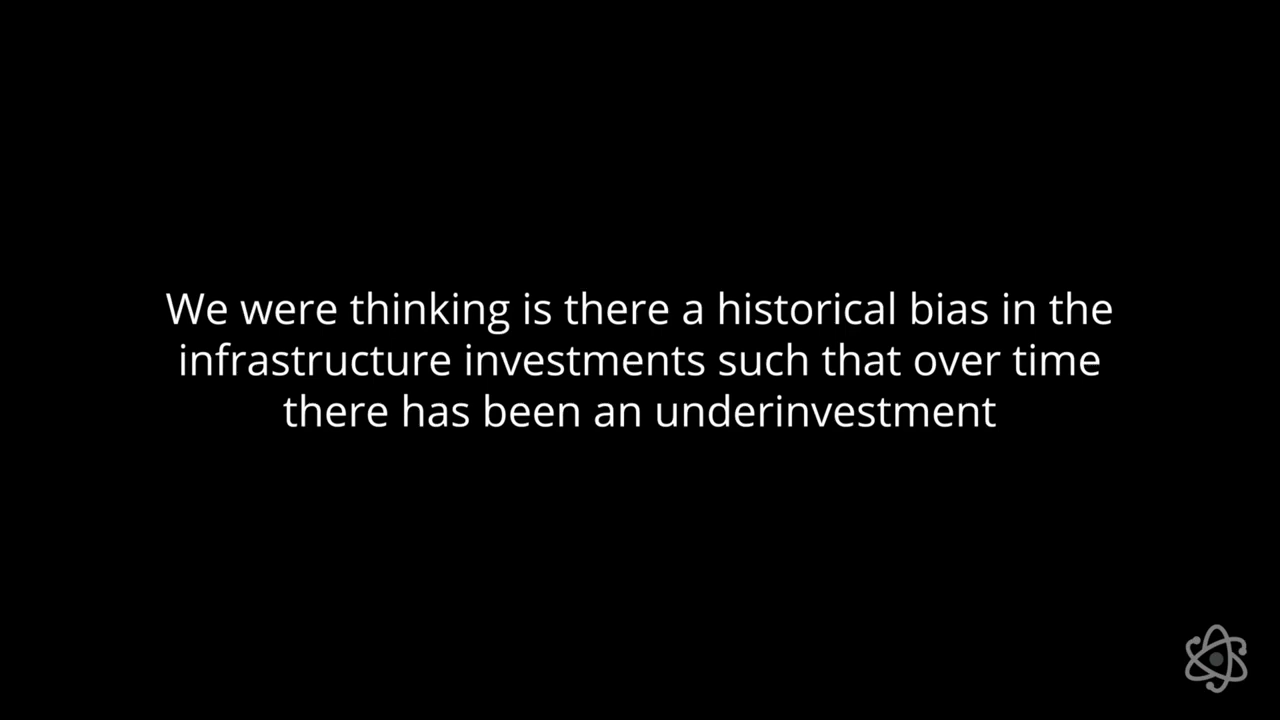 We were thinking is there a historical bias in the
infrastructure investments such that over time
there has been an underinvestment